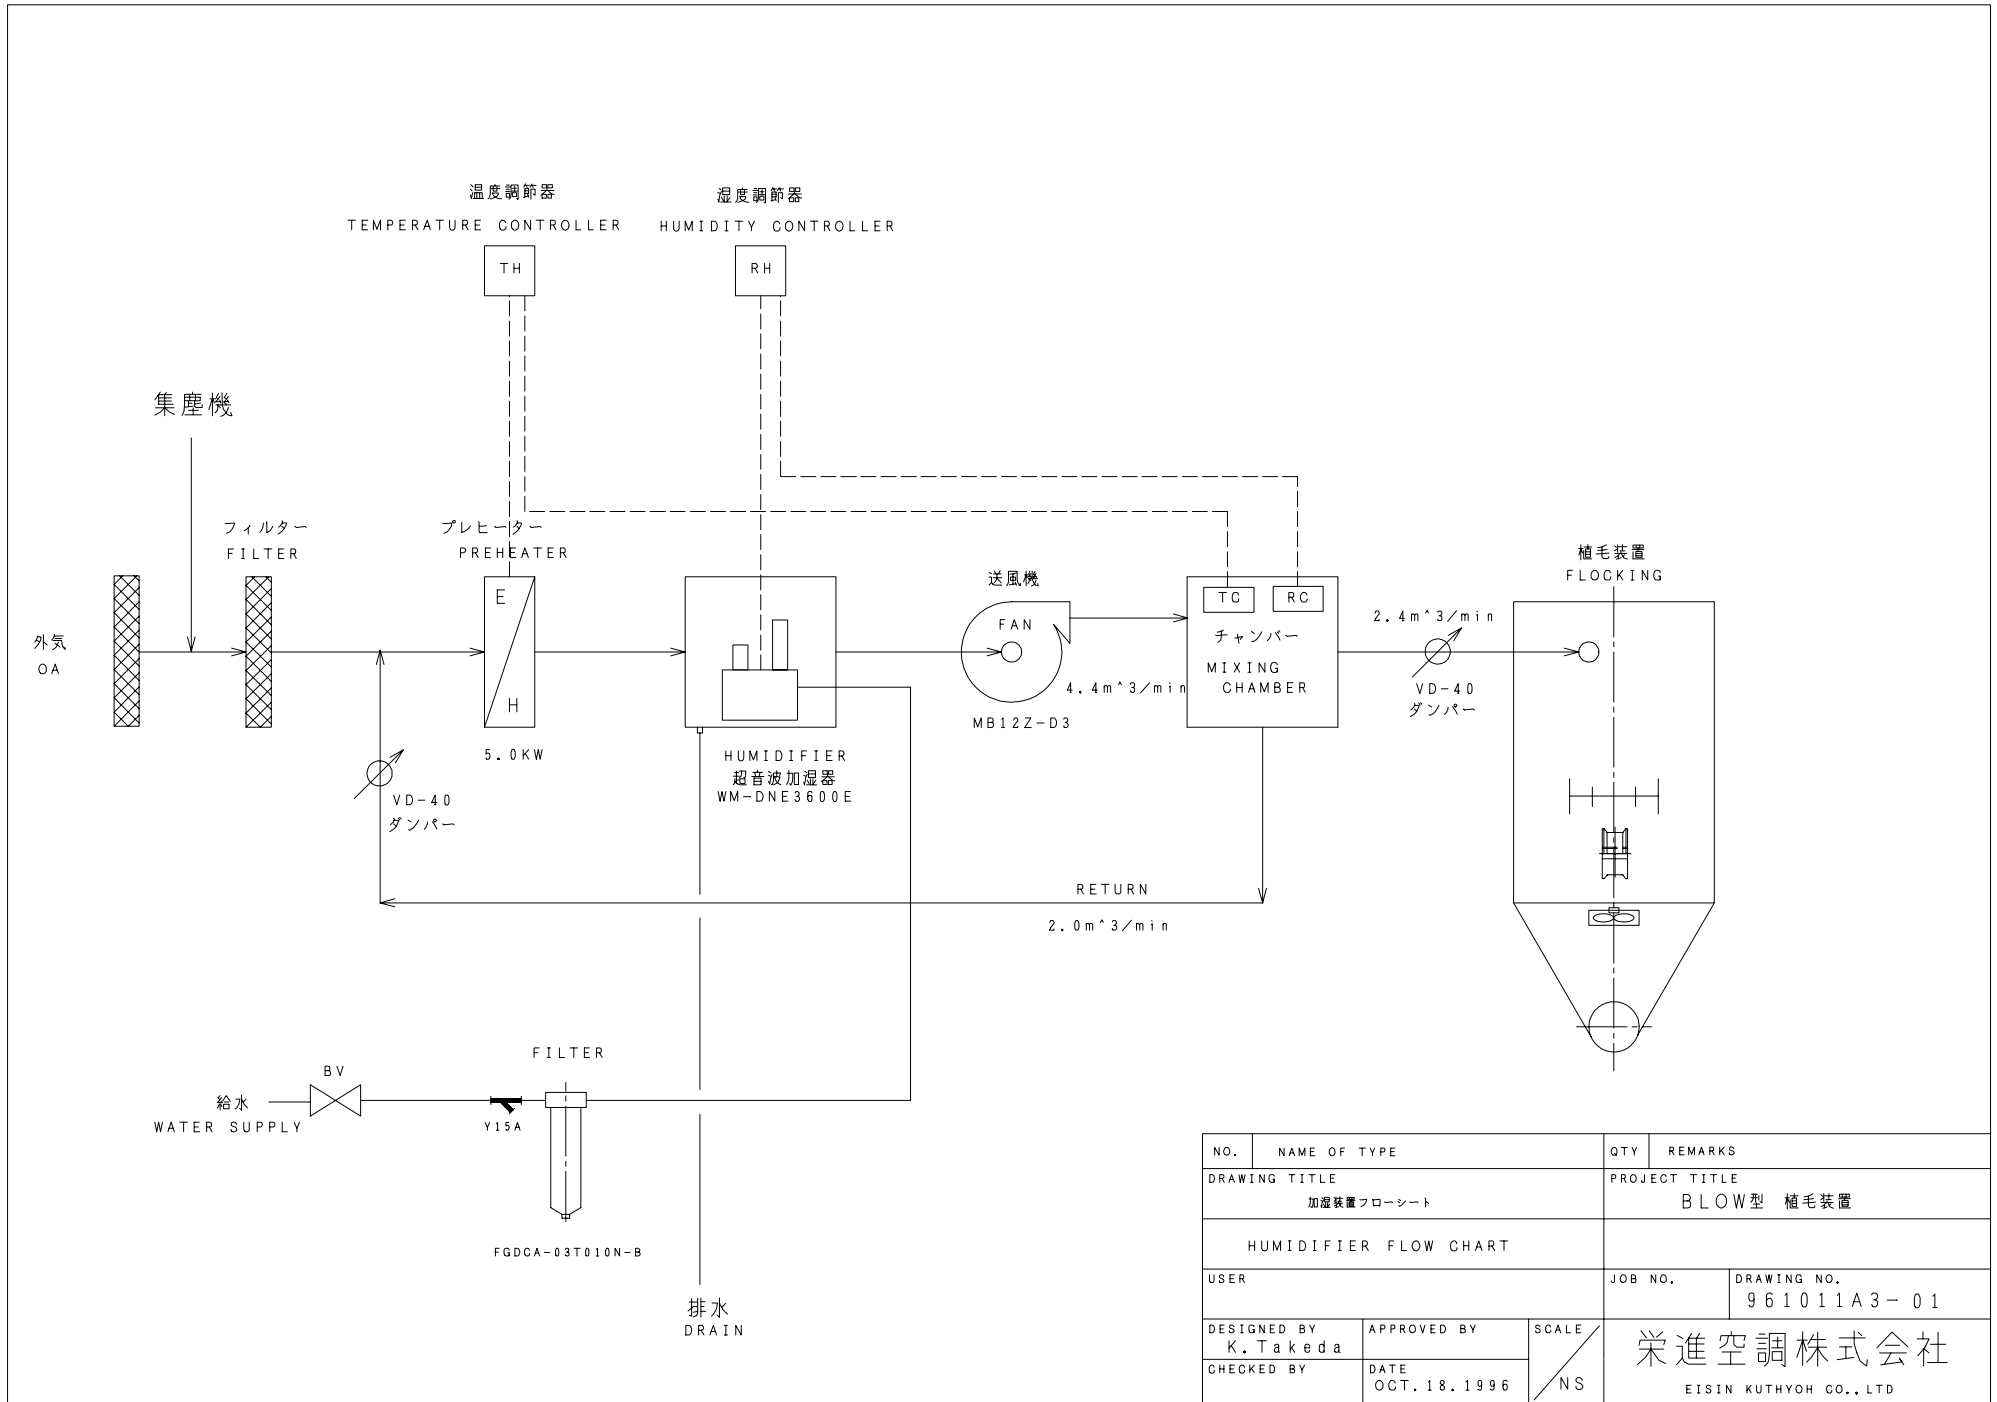 温度調節器
TEMPERATURE CONTROLLER
TH
湿度調節器
HUMIDITY CONTROLLER
RH
集塵機
フィルター
FILTER
プレヒーター
PREHEATER
E
H
5.0KW
外気
OA
VD-40
ダンパー
HUMIDIFIER
超音波加湿器
WM-DNE3600E
送風機
FAN
4.4m^3/min
MB12Z-D3
TC
RC
チャンバー
MIXING
CHAMBER
2.4m^3/min
VD-40
ダンパー
植毛装置
FLOCKING
RETURN
2.0m^3/min
FILTER
BV
給水
WATER SUPPLY
Y15A
FGDCA-03T010N-B
排水
DRAIN
NO. NAME OF TYPE QTY REMARKS
DRAWING TITLE
加湿装置フローシート
PROJECT TITLE
BLOW型 植毛装置
HUMIDIFIER FLOW CHART
USER
JOB NO.
DRAWING NO.
961011A3-01
DESIGNED BY
K.Takeda
APPROVED BY
SCALE
NS
CHECKED BY
DATE
OCT.18.1996
栄進空調株式会社
EISIN KUTHYOH CO.,LTD